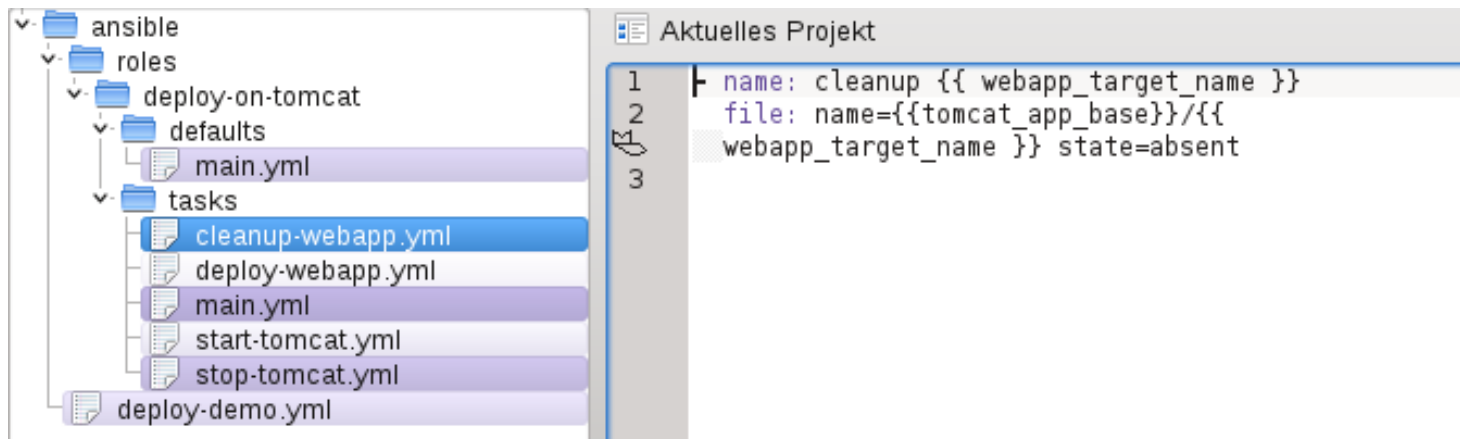 ansible
roles
deploy-on-tomcat
defaults
main.yml
tasks
cleanup-webapp.yml
deploy-webapp.yml
main.yml
start-tomcat.yml
stop-tomcat.yml
deploy-demo.yml
Aktuelles Projekt
1 - name: cleanup {{ webapp_target_name }}
2 file: name={{tomcat_app_base}}/{{
webapp_target_name }} state=absent
3